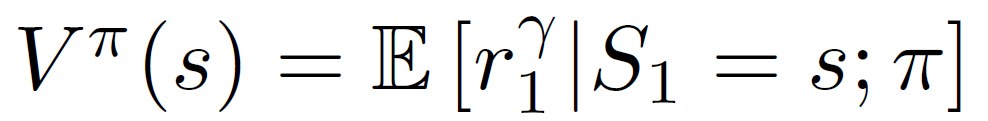 V^π(s) = 𝔼[r_1^γ|S_1 = s; π]